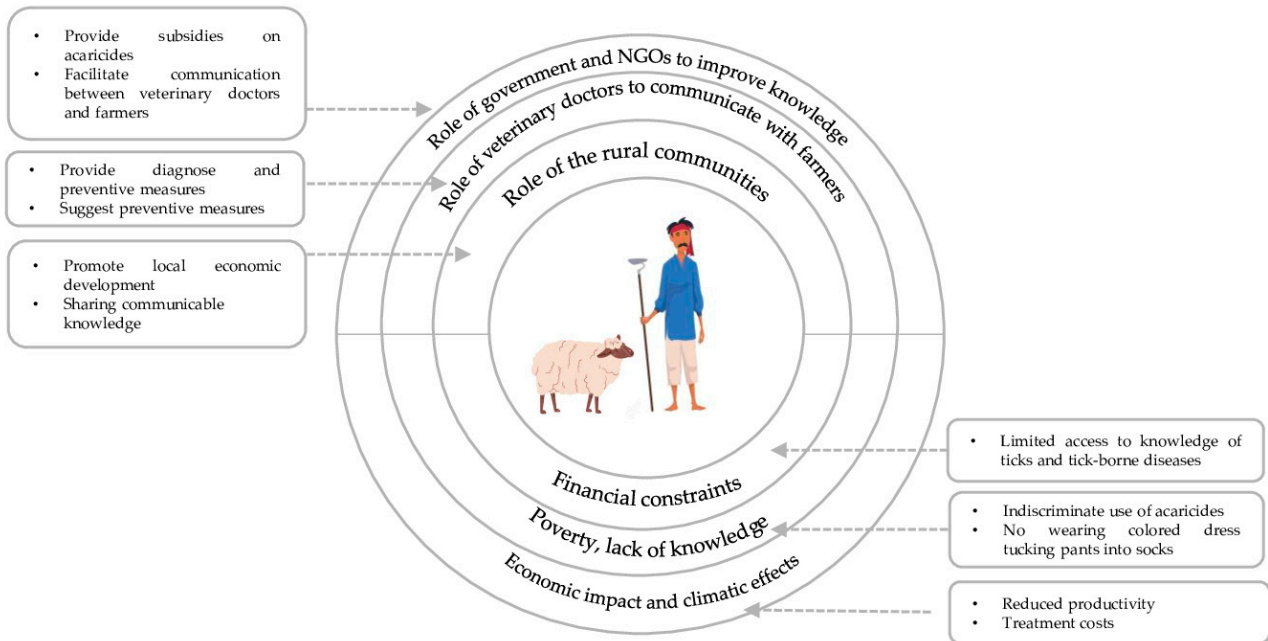 • Provide subsidies on
acaricides
• Facilitate communication
between veterinary doctors
and farmers
• Provide diagnose and
preventive measures
• Suggest preventive measures
• Promote local economic
development
• Sharing communicable
knowledge
Role of government and NGOs to improve knowledge
Role of veterinary doctors to communicate with farmers
Role of the rural communities
Financial constraints
Poverty, lack of knowledge
Economic impact and climatic effects
• Limited access to knowledge of
ticks and tick-borne diseases
• Indiscriminate use of acaricides
• No wearing colored dress
tucking pants into socks
• Reduced productivity
• Treatment costs